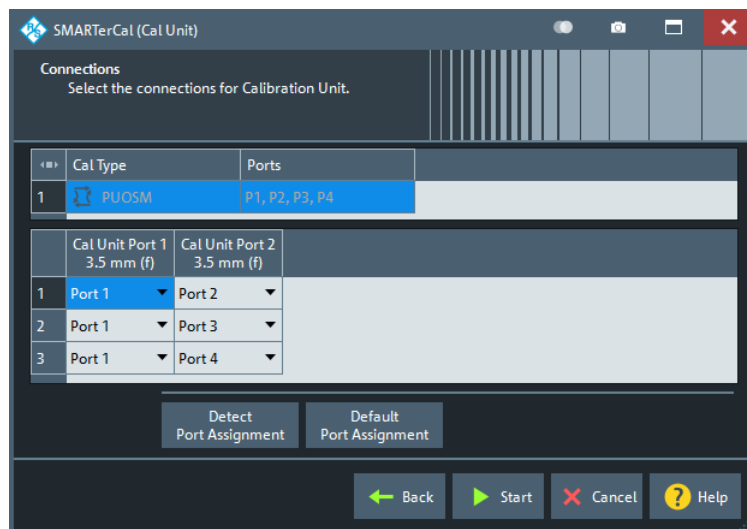 SMARTerCal (Cal Unit)
Connections
Select the connections for Calibration Unit.
Cal Type Ports
1 PUOSM P1, P2, P3, P4
Cal Unit Port 1 Cal Unit Port 2
3.5 mm (f) 3.5 mm (f)
1 Port 1 Port 2
2 Port 1 Port 3
3 Port 1 Port 4
Detect Default
Port Assignment Port Assignment
Back Start Cancel ? Help